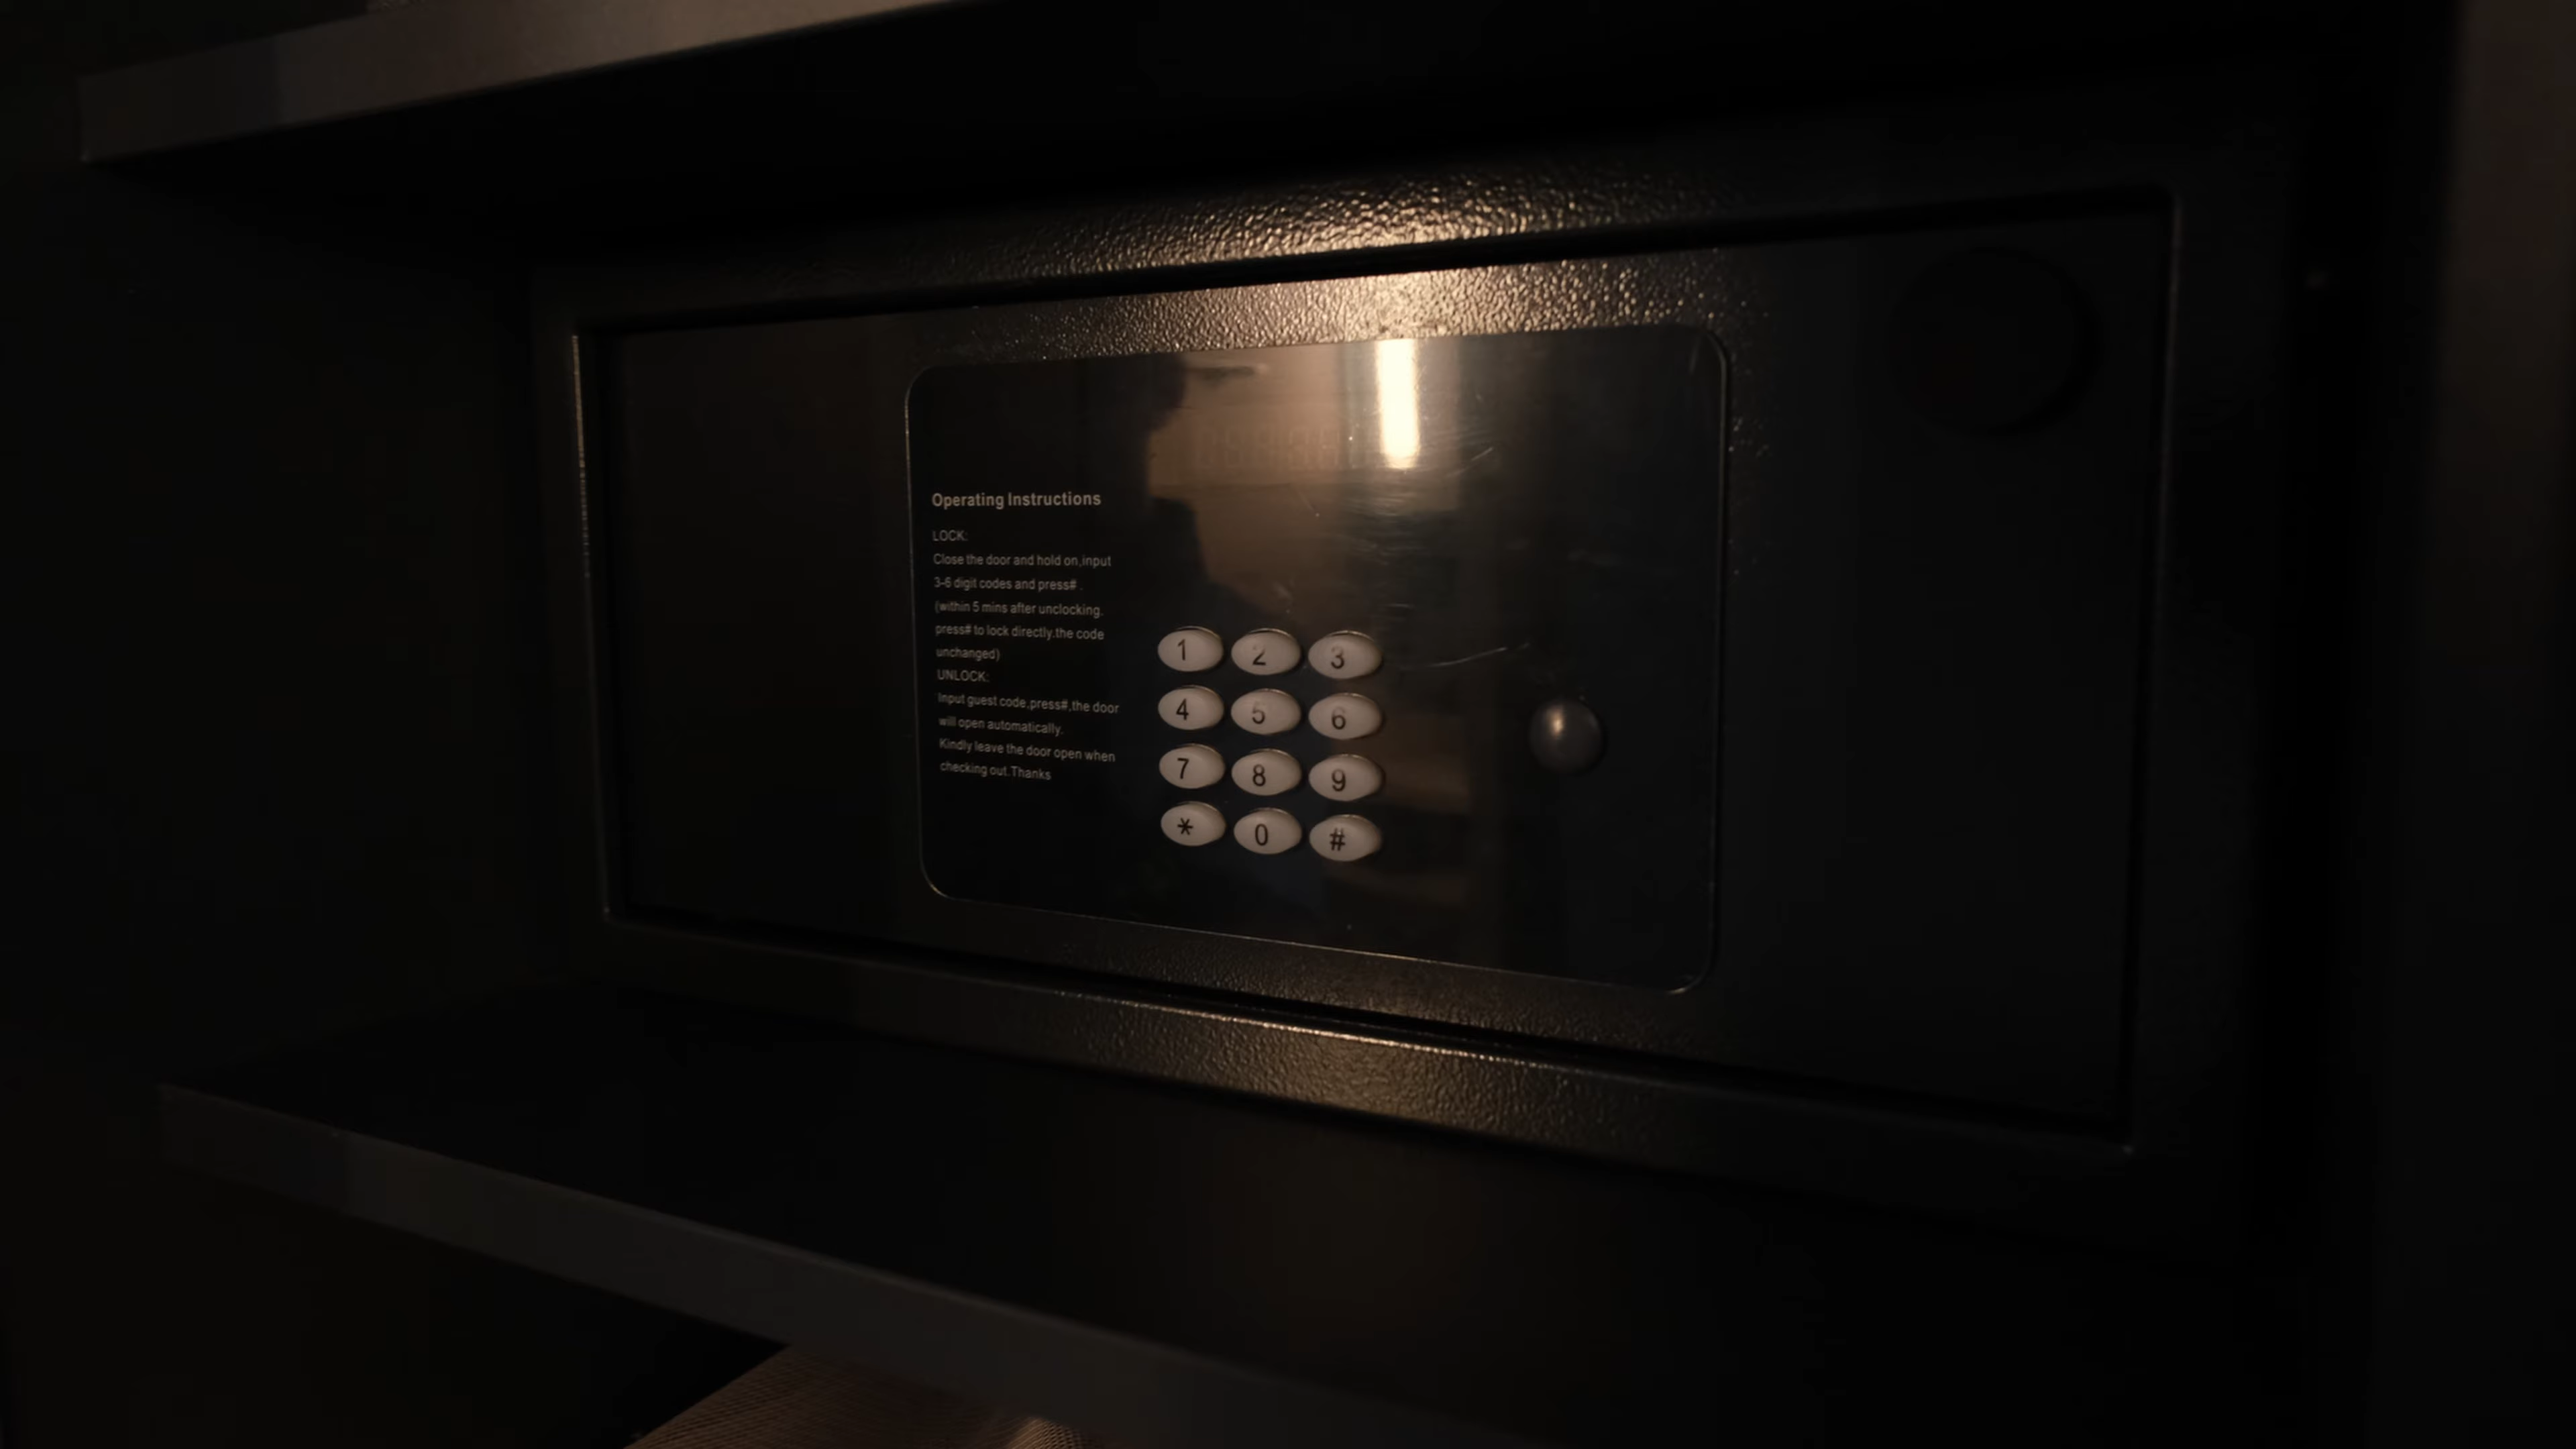 Operating Instructions
LOCK:
Close the door and hold on,input
3-6 digit codes and press# .
(within 5 mins after unclocking.
press# to lock directly.the code
unchanged)
UNLOCK:
Input guest code,press#,the door
will open automatically.
Kindly leave the door open when
checking out.Thanks
1 2 3
4 5 6
7 8 9
* 0 #